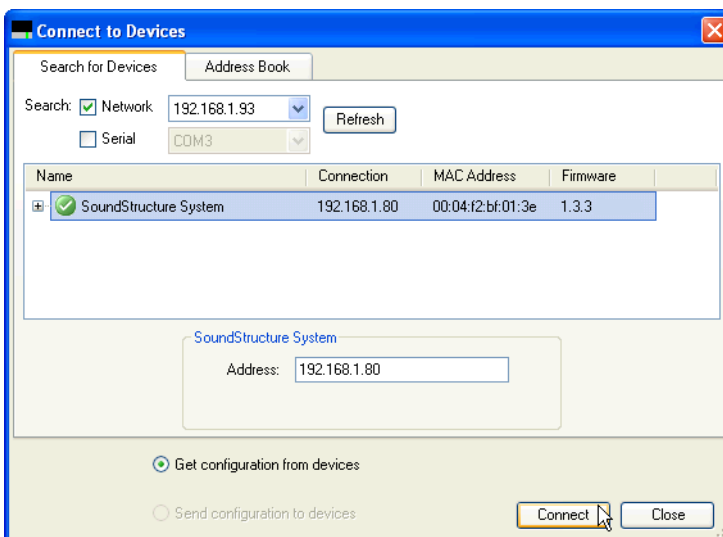 Connect to Devices
Search for Devices Address Book
Search: Network 192.168.1.93 Refresh
Serial COM3
Name Connection MAC Address Firmware
SoundStructure System 192.168.1.80 00:04:f2:bf:01:3e 1.3.3
SoundStructure System
Address: 192.168.1.80
Get configuration from devices
Send configuration to devices
Connect Close